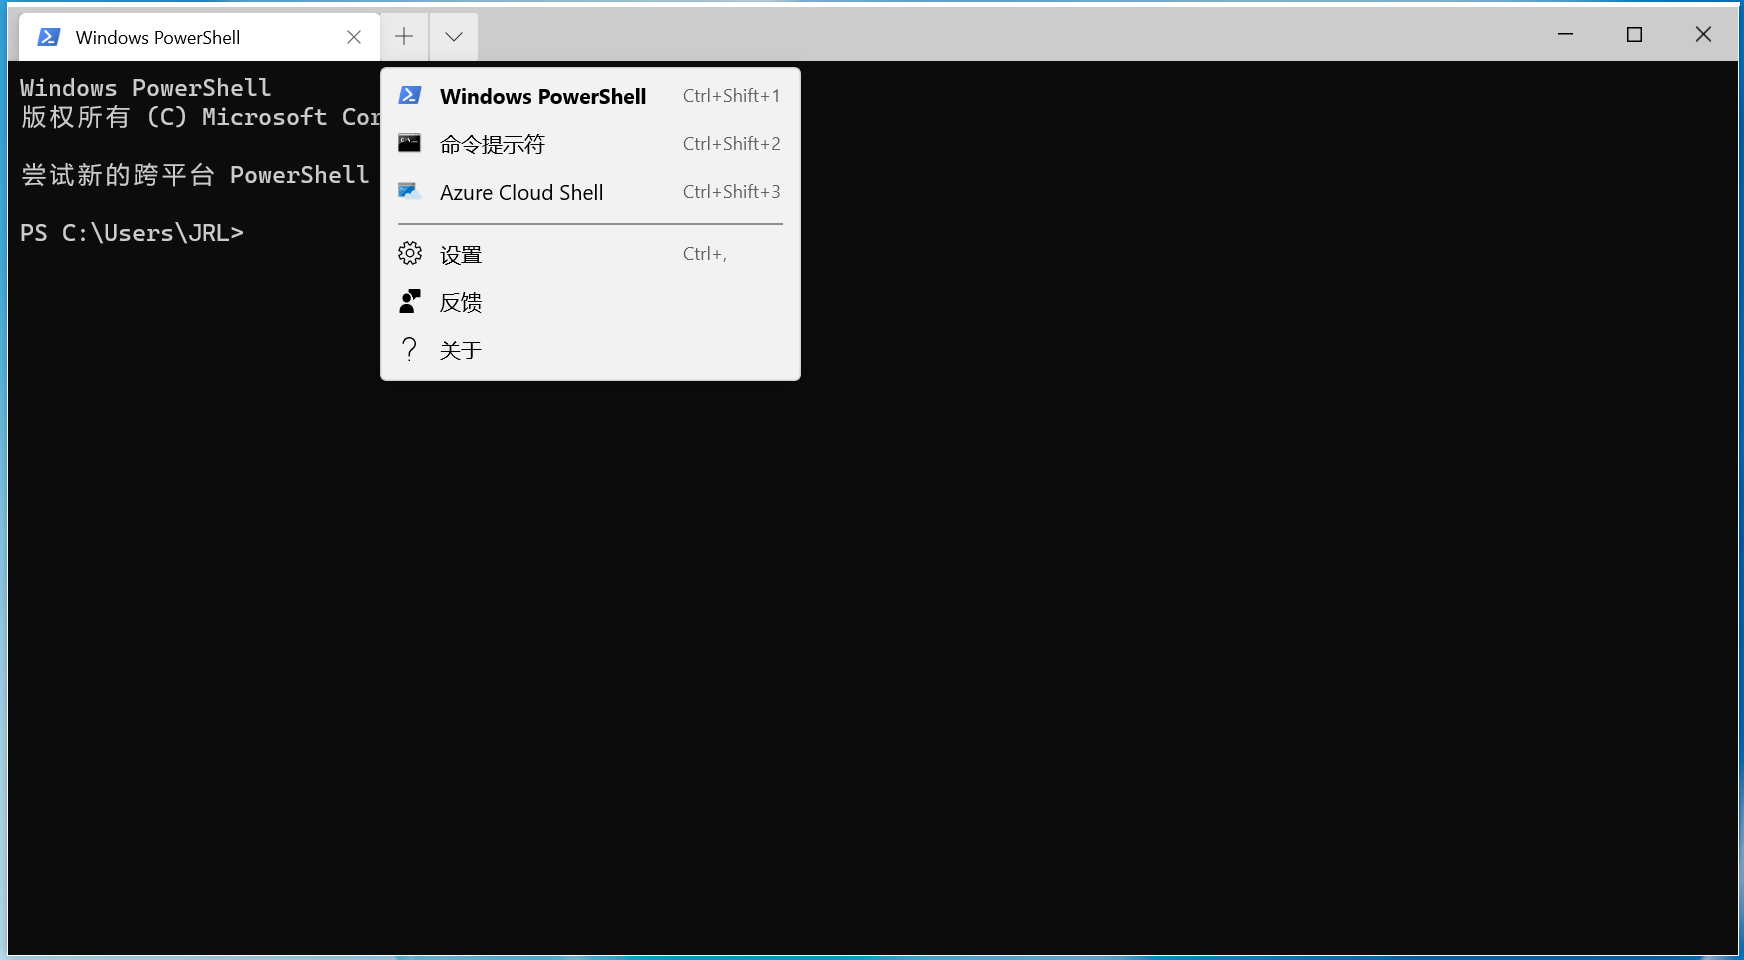 Windows PowerShell
Windows PowerShell
版权所有 (C) Microsoft Cor
尝试新的跨平台 PowerShell
PS C:\Users\JRL>
Windows PowerShell Ctrl+Shift+1
命令提示符 Ctrl+Shift+2
Azure Cloud Shell Ctrl+Shift+3
设置 Ctrl+,
反馈
关于